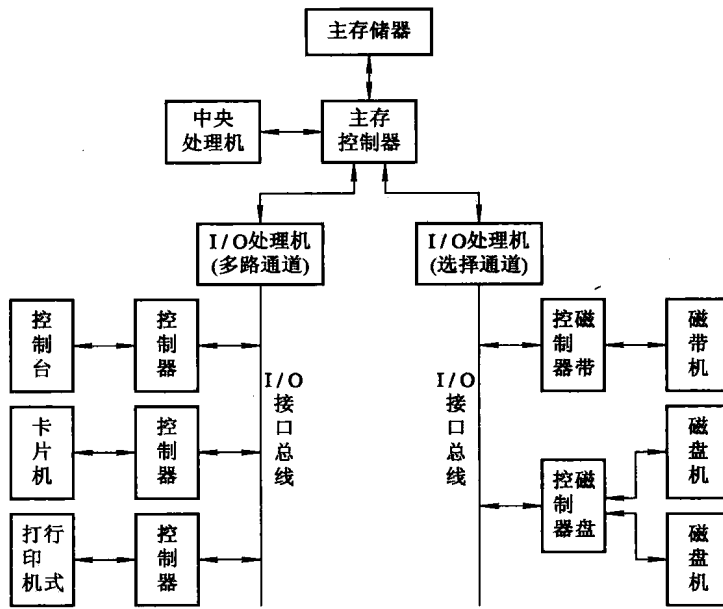 主存储器
中央
处理机
主存
控制器
I/O处理机
(多路通道)
I/O处理机
(选择通道)
控制台
控制器
I/O接口总线
I/O接口总线
磁带
控制器
磁带机
卡片机
控制器
磁盘机
磁盘
控制器
行式
打印机
控制器
磁盘机